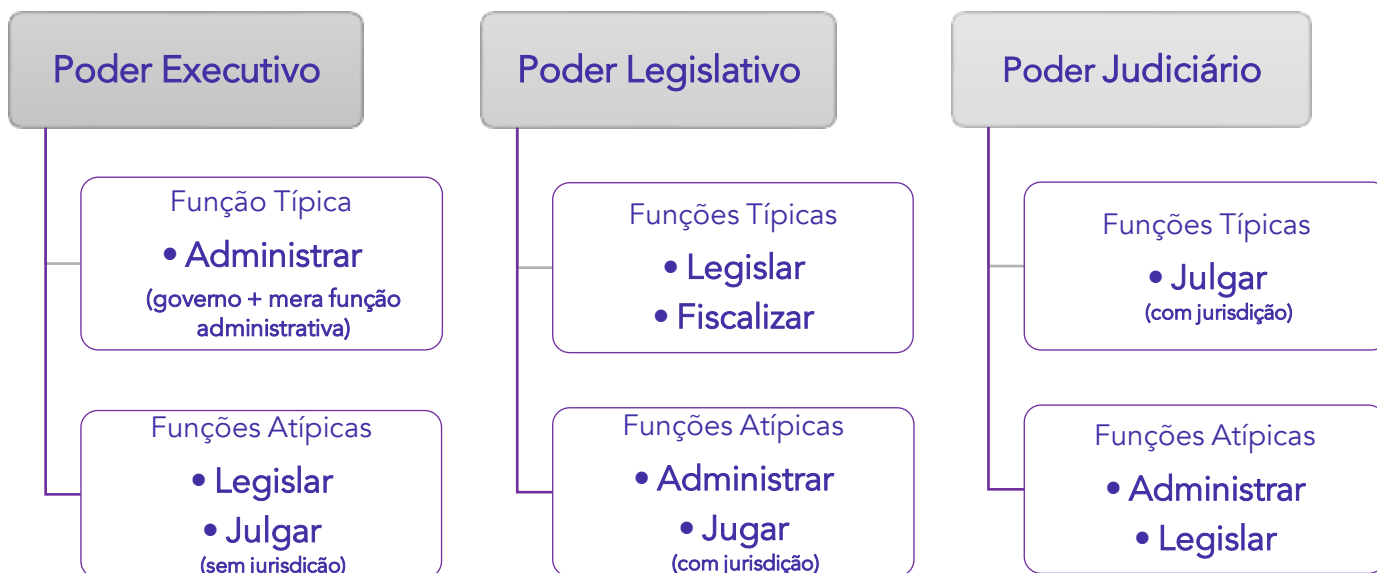 Poder Executivo
Função Típica
• Administrar
(governo + mera função
administrativa)
Funções Atípicas
• Legislar
• Julgar
(sem jurisdição)
Poder Legislativo
Funções Típicas
• Legislar
• Fiscalizar
Funções Atípicas
• Administrar
• Jugar
(com jurisdição)
Poder Judiciário
Funções Típicas
• Julgar
(com jurisdição)
Funções Atípicas
• Administrar
• Legislar